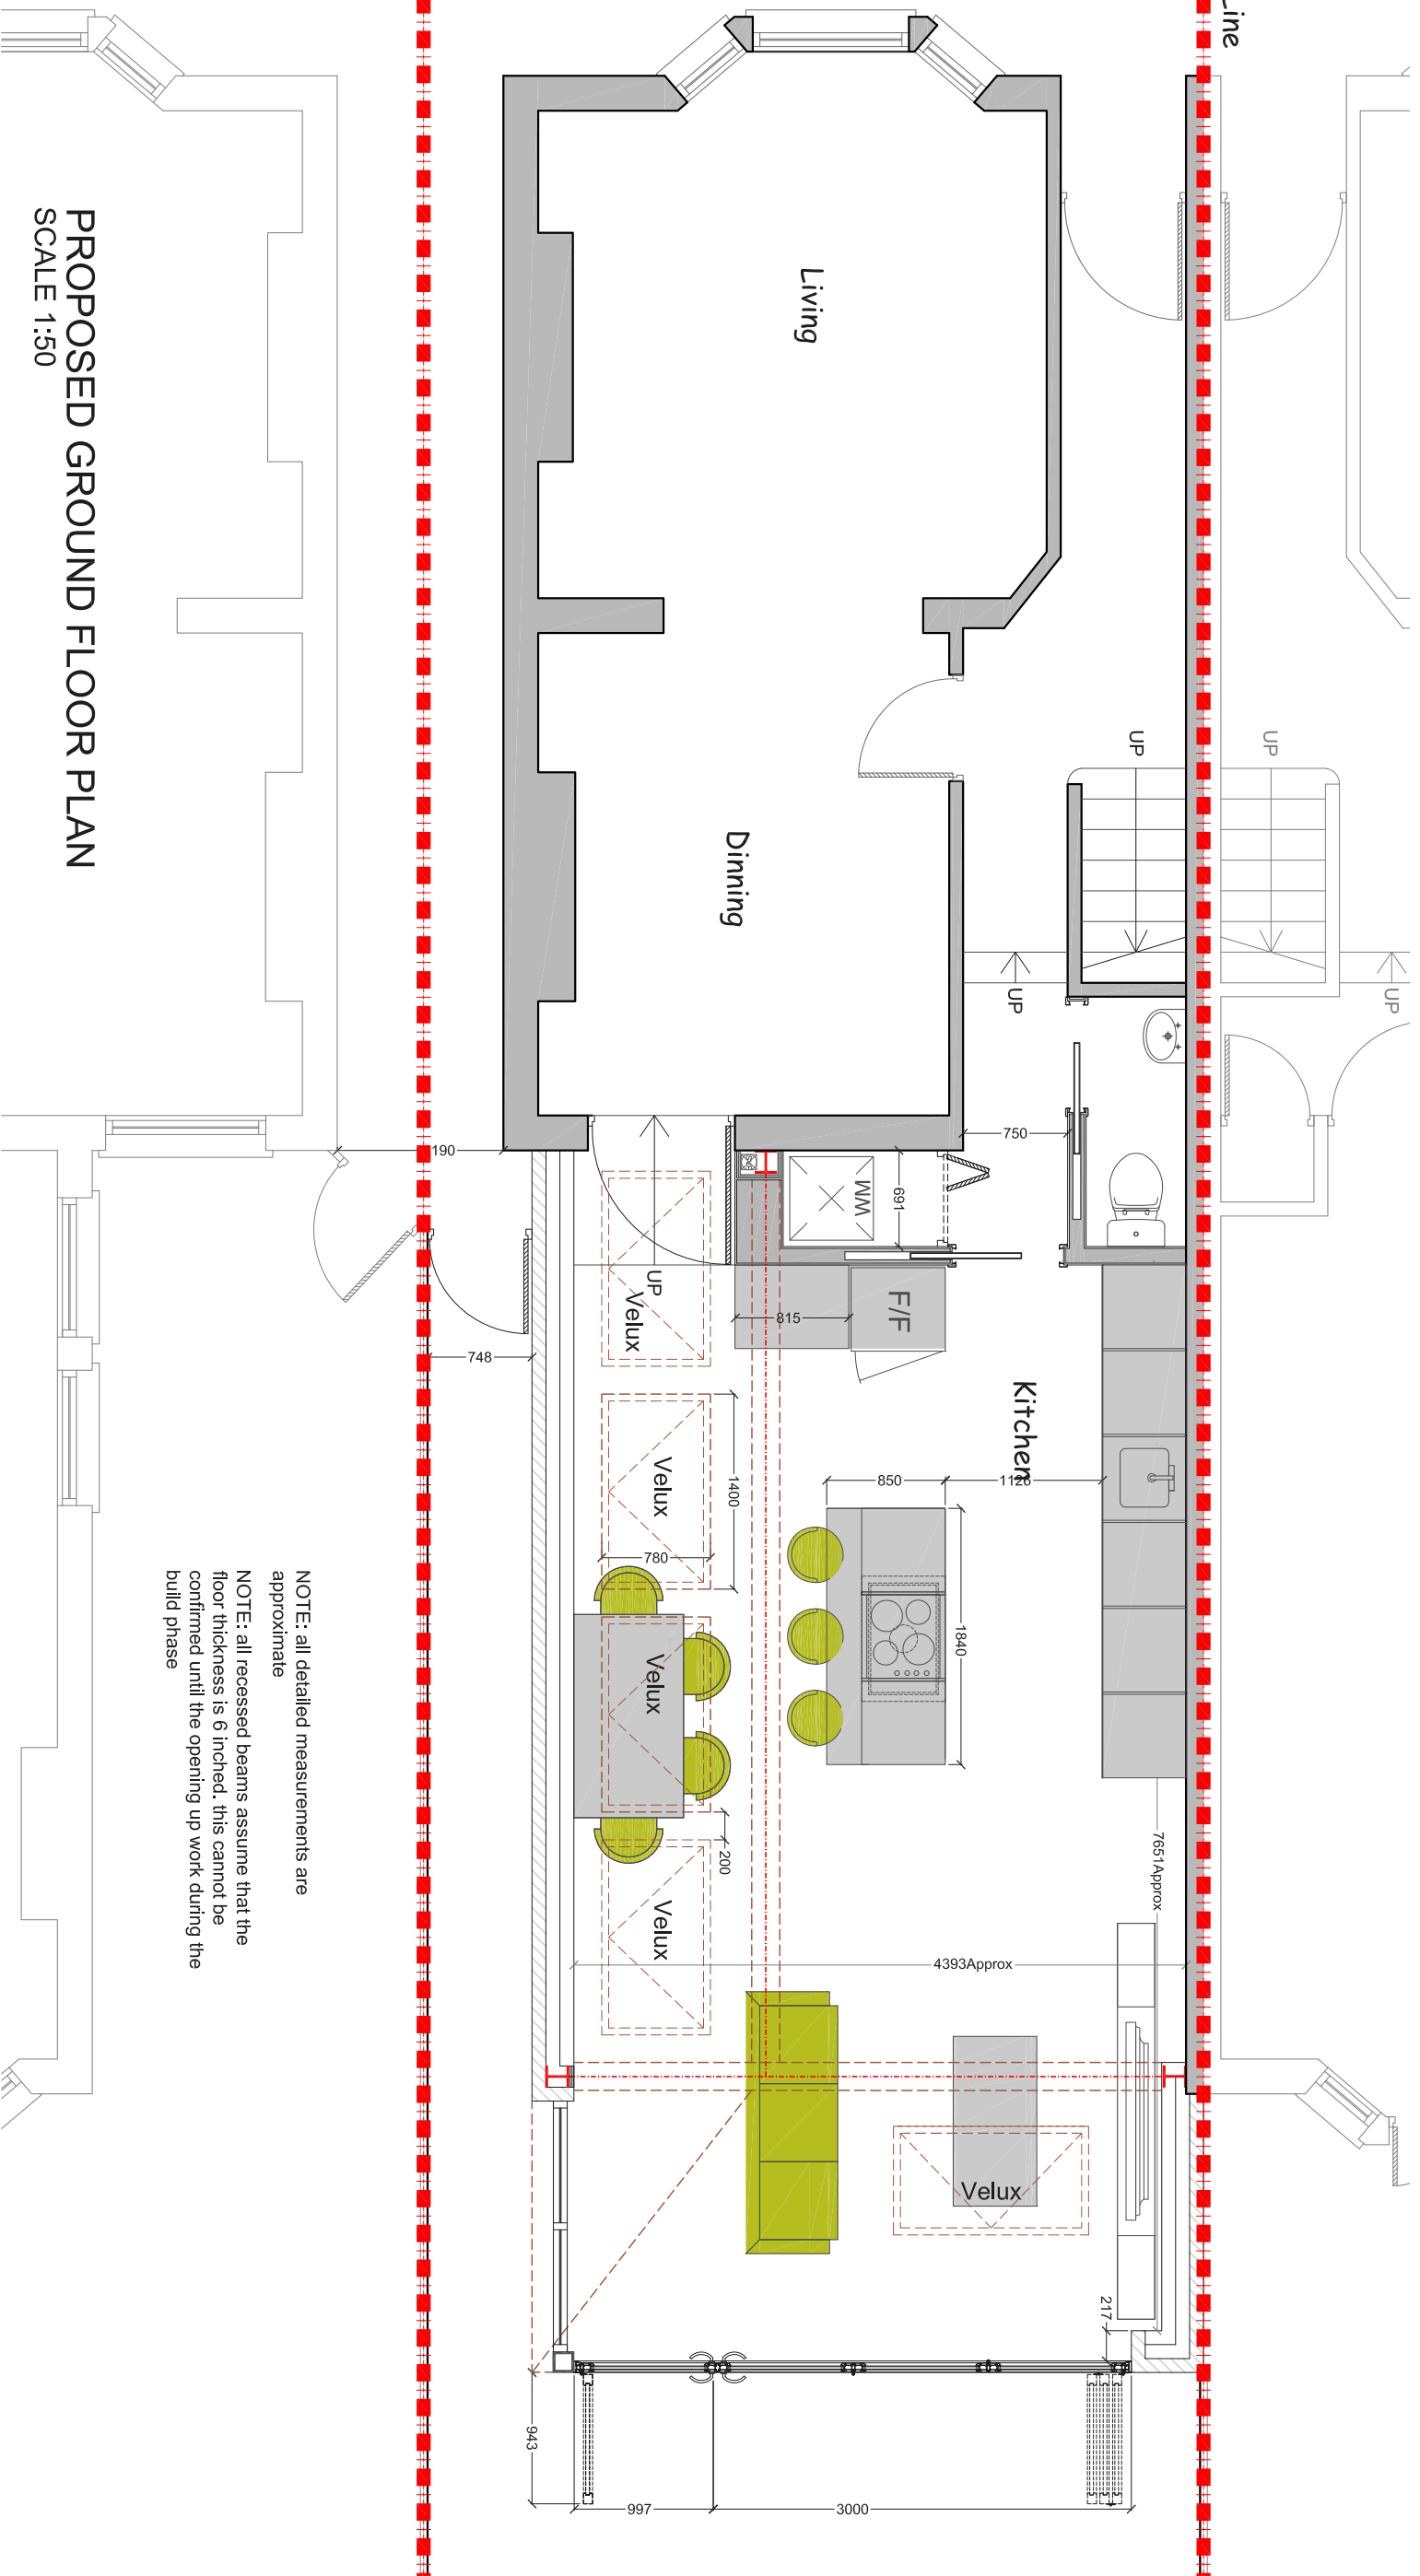 Line
PROPOSED GROUND FLOOR PLAN
SCALE 1:50
Living
Dinning
UP
UP
UP
UP
UP
750
190
WM
691
UP
Velux
F/F
815
748
Kitchen
Velux
1400
780
850
1126
1840
Velux
200
Velux
7651Approx
4393Approx
Velux
217
943
997
3000
NOTE: all detailed measurements are
approximate
NOTE: all recessed beams assume that the
floor thickness is 6 inched. this cannot be
confirmed until the opening up work during the
build phase